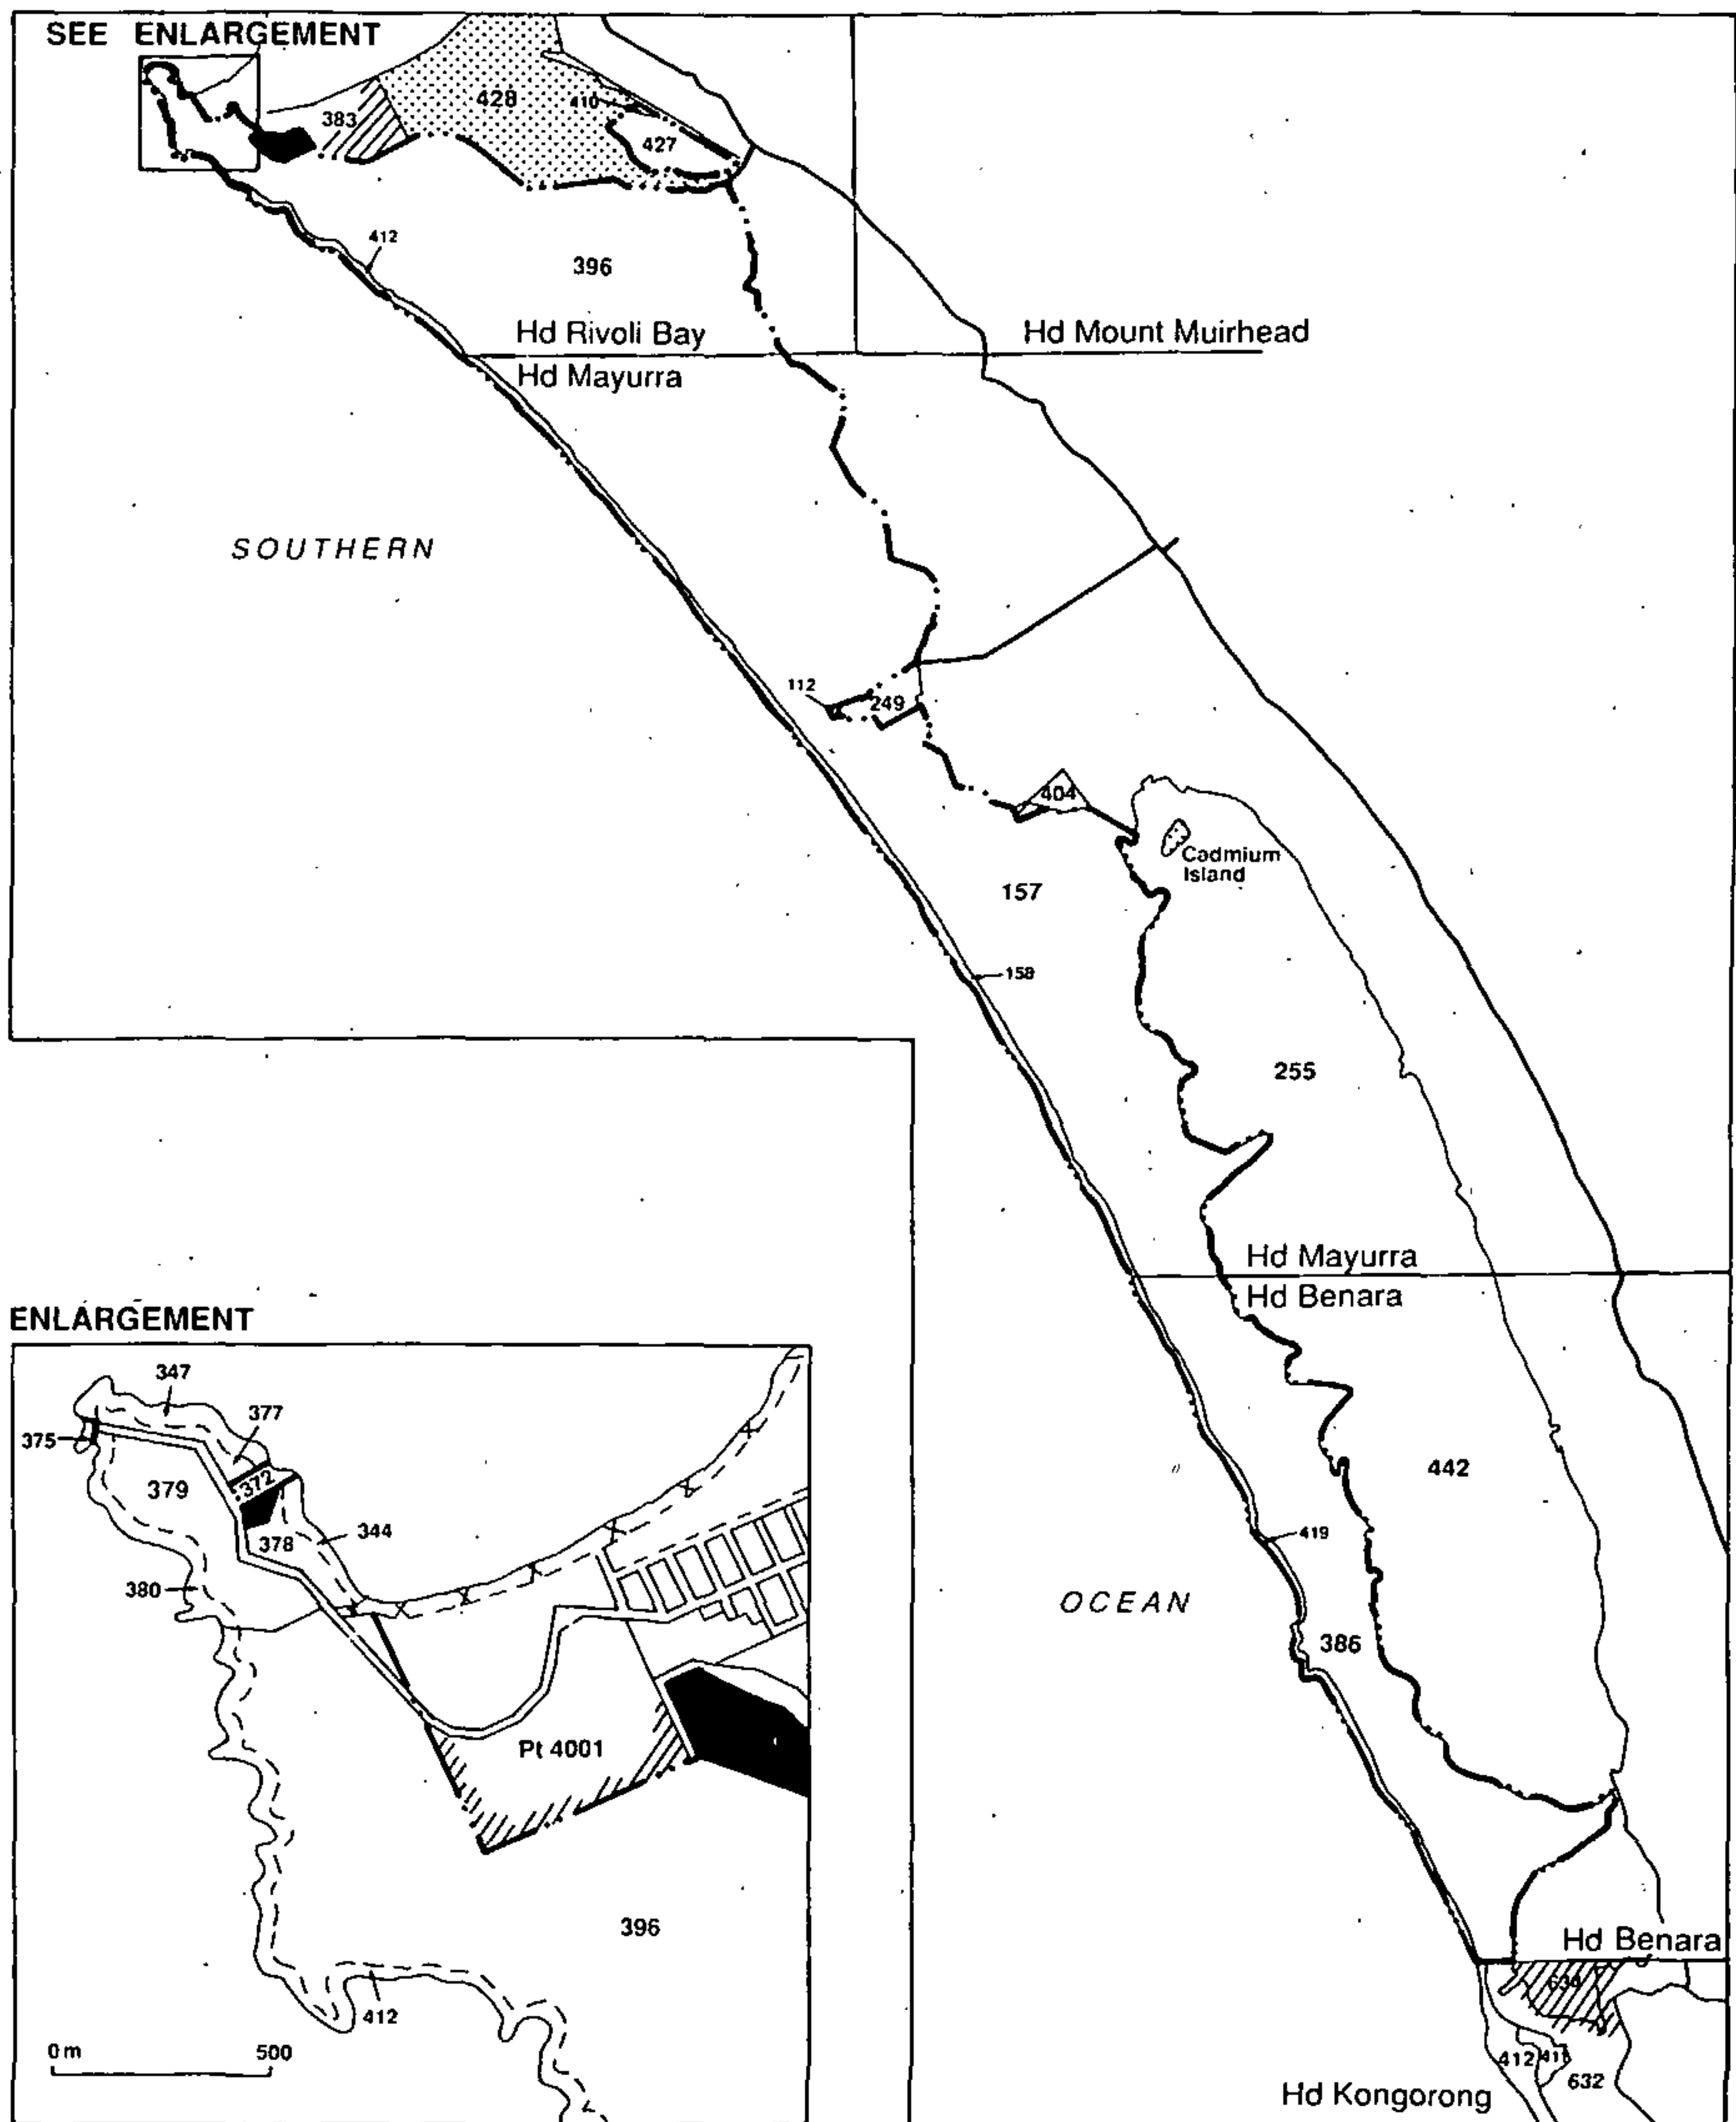 SEE ENLARGEMENT
383
428
410
427
412
396
Hd Rivoli Bay
Hd Mount Muirhead
Hd Mayurra
SOUTHERN
112
249
404
Cadmium
Island
157
158
255
Hd Mayurra
Hd Benara
442
419
OCEAN
386
Hd Benara
412
632
Hd Kongorong
ENLARGEMENT
347
377
375
372
379
378
344
380
Pt 4001
396
412
0 m 500